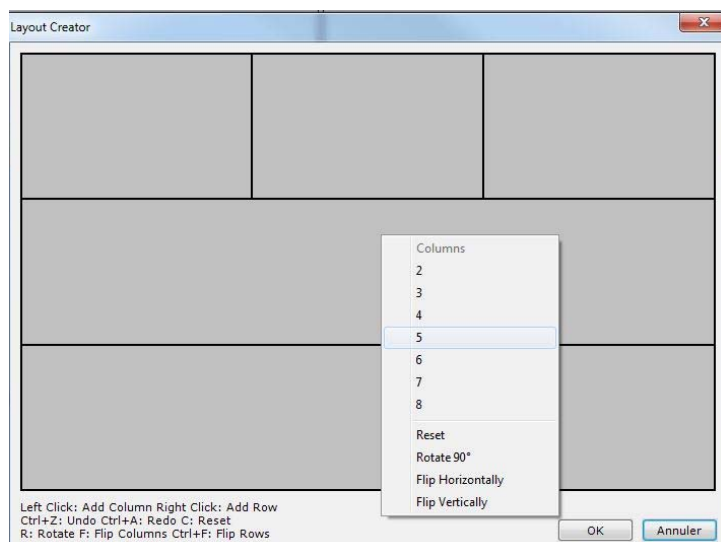 Layout Creator
Columns
2
3
4
5
6
7
8
Reset
Rotate 90°
Flip Horizontally
Flip Vertically
Left Click: Add Column Right Click: Add Row
Ctrl+Z: Undo Ctrl+A: Redo C: Reset
R: Rotate F: Flip Columns Ctrl+F: Flip Rows
OK Annuler